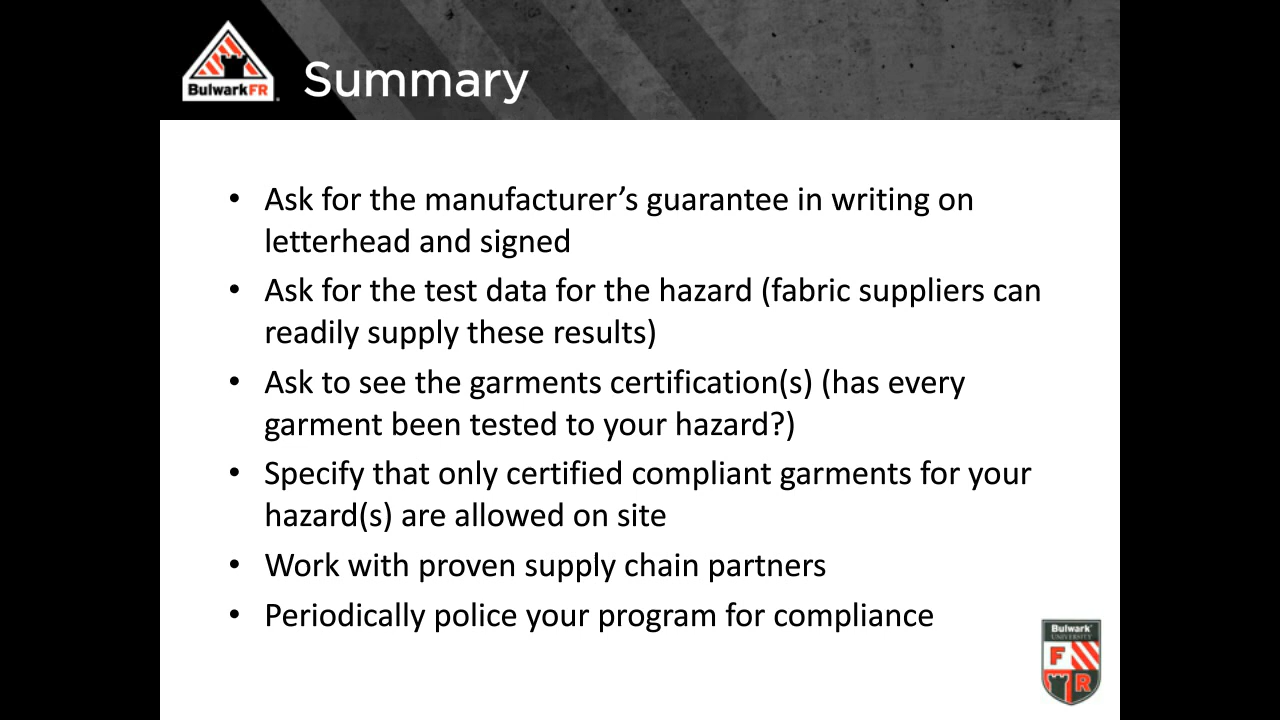 BulwarkFR
Summary
• Ask for the manufacturer’s guarantee in writing on
letterhead and signed
• Ask for the test data for the hazard (fabric suppliers can
readily supply these results)
• Ask to see the garments certification(s) (has every
garment been tested to your hazard?)
• Specify that only certified compliant garments for your
hazard(s) are allowed on site
• Work with proven supply chain partners
• Periodically police your program for compliance
Bulwark
UNIVERSITY
F
R